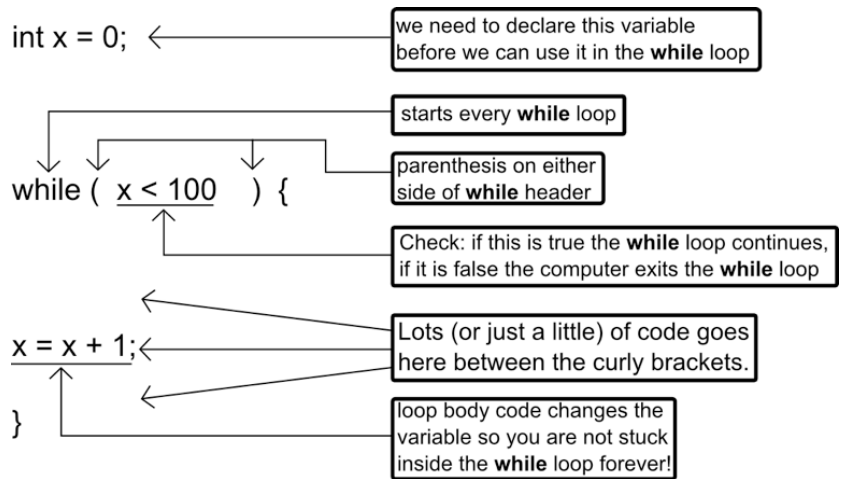 int x = 0;
we need to declare this variable
before we can use it in the while loop
starts every while loop
parenthesis on either
side of while header
while ( x < 100 ) {
Check: if this is true the while loop continues,
if it is false the computer exits the while loop
x = x + 1;
Lots (or just a little) of code goes
here between the curly brackets.
}
loop body code changes the
variable so you are not stuck
inside the while loop forever!